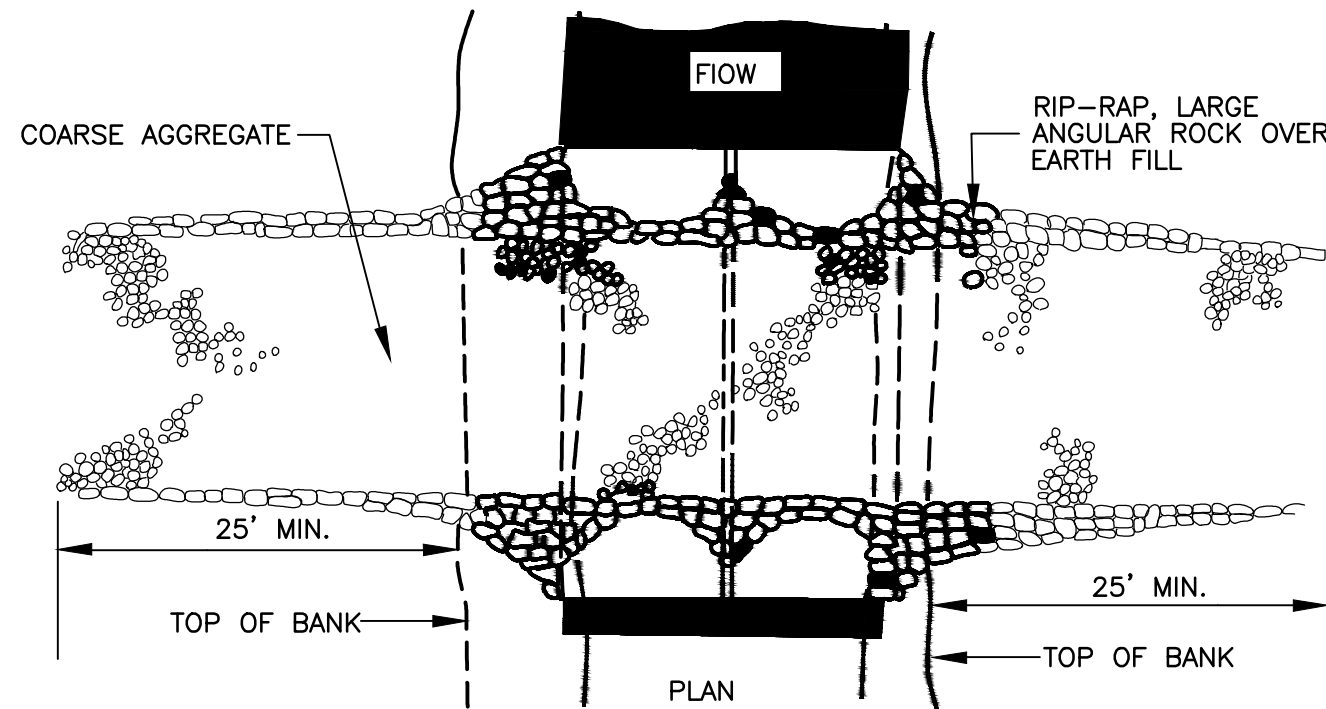 FlOW
RIP-RAP, LARGE
ANGULAR ROCK OVER
EARTH FILL
COARSE AGGREGATE
25' MIN.
25' MIN.
TOP OF BANK
TOP OF BANK
PLAN